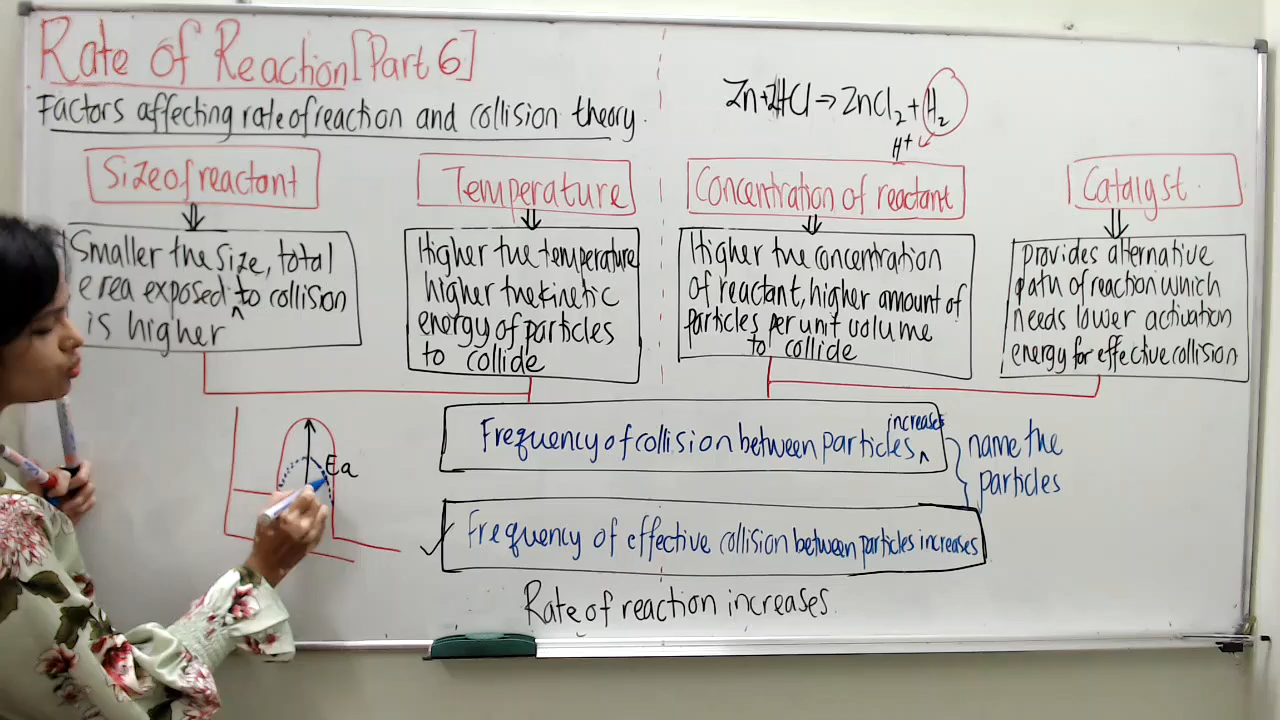 Rate of Reaction [Part 6]
Factors affecting rate of reaction and collision theory.
Zn + 2HCl ⇒ ZnCl₂ + H₂
H⁺
Size of reactant
Smaller the size, total
area exposed ^ to collision
is higher
Temperature
Higher the temperature
higher the kinetic
energy of particles
to collide
Concentration of reactant
Higher the concentration
of reactant, higher amount of
particles per unit volume
to collide
Catalyst.
Provides alternative
path of reaction which
needs lower activation
energy for effective collision
Ea
increases
Frequency of collision between particles ^
name the
particles
✓ Frequency of effective collision between particles increases
Rate of reaction increases.